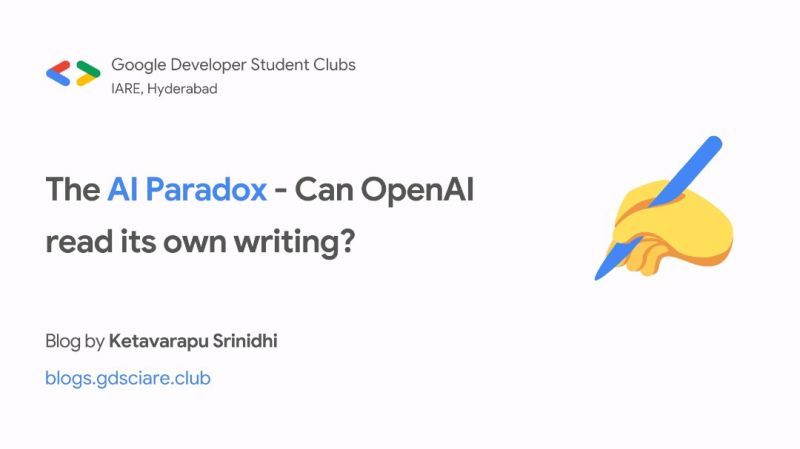 Google Developer Student Clubs
IARE, Hyderabad
The AI Paradox - Can OpenAI
read its own writing?
Blog by Ketavarapu Srinidhi
blogs.gdsciare.club